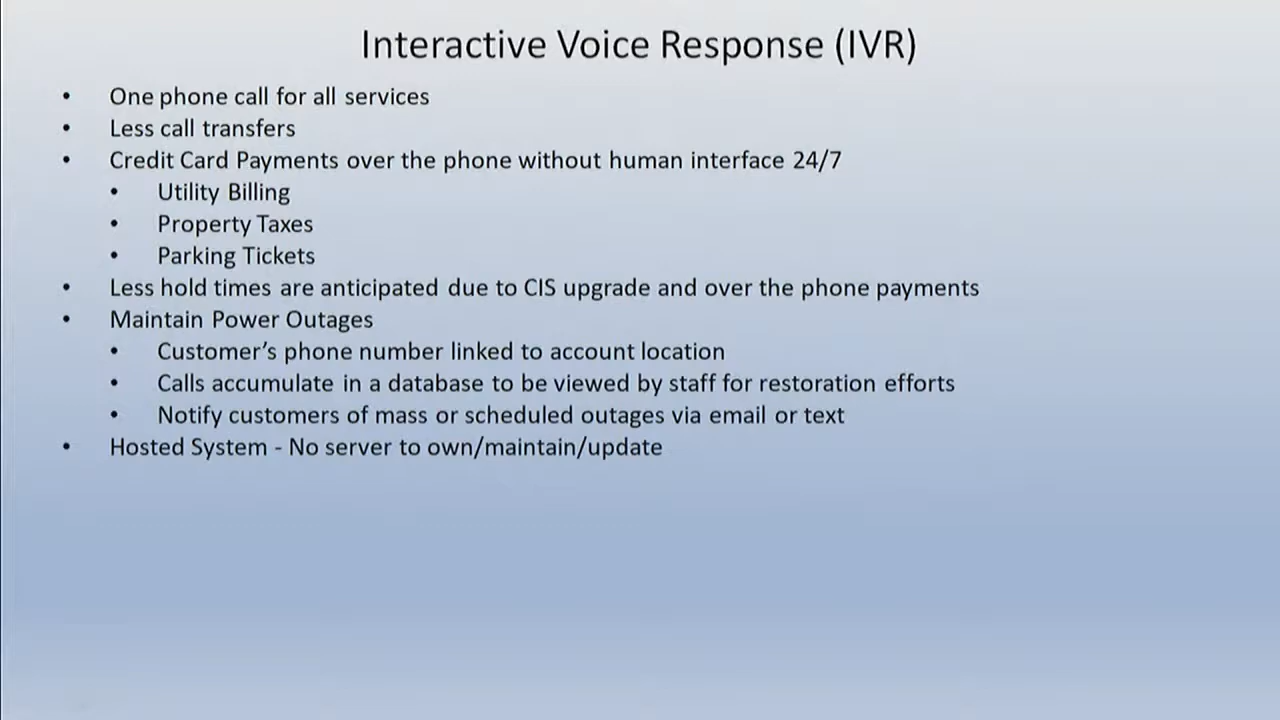 Interactive Voice Response (IVR)
• One phone call for all services
• Less call transfers
• Credit Card Payments over the phone without human interface 24/7
• Utility Billing
• Property Taxes
• Parking Tickets
• Less hold times are anticipated due to CIS upgrade and over the phone payments
• Maintain Power Outages
• Customer's phone number linked to account location
• Calls accumulate in a database to be viewed by staff for restoration efforts
• Notify customers of mass or scheduled outages via email or text
• Hosted System - No server to own/maintain/update